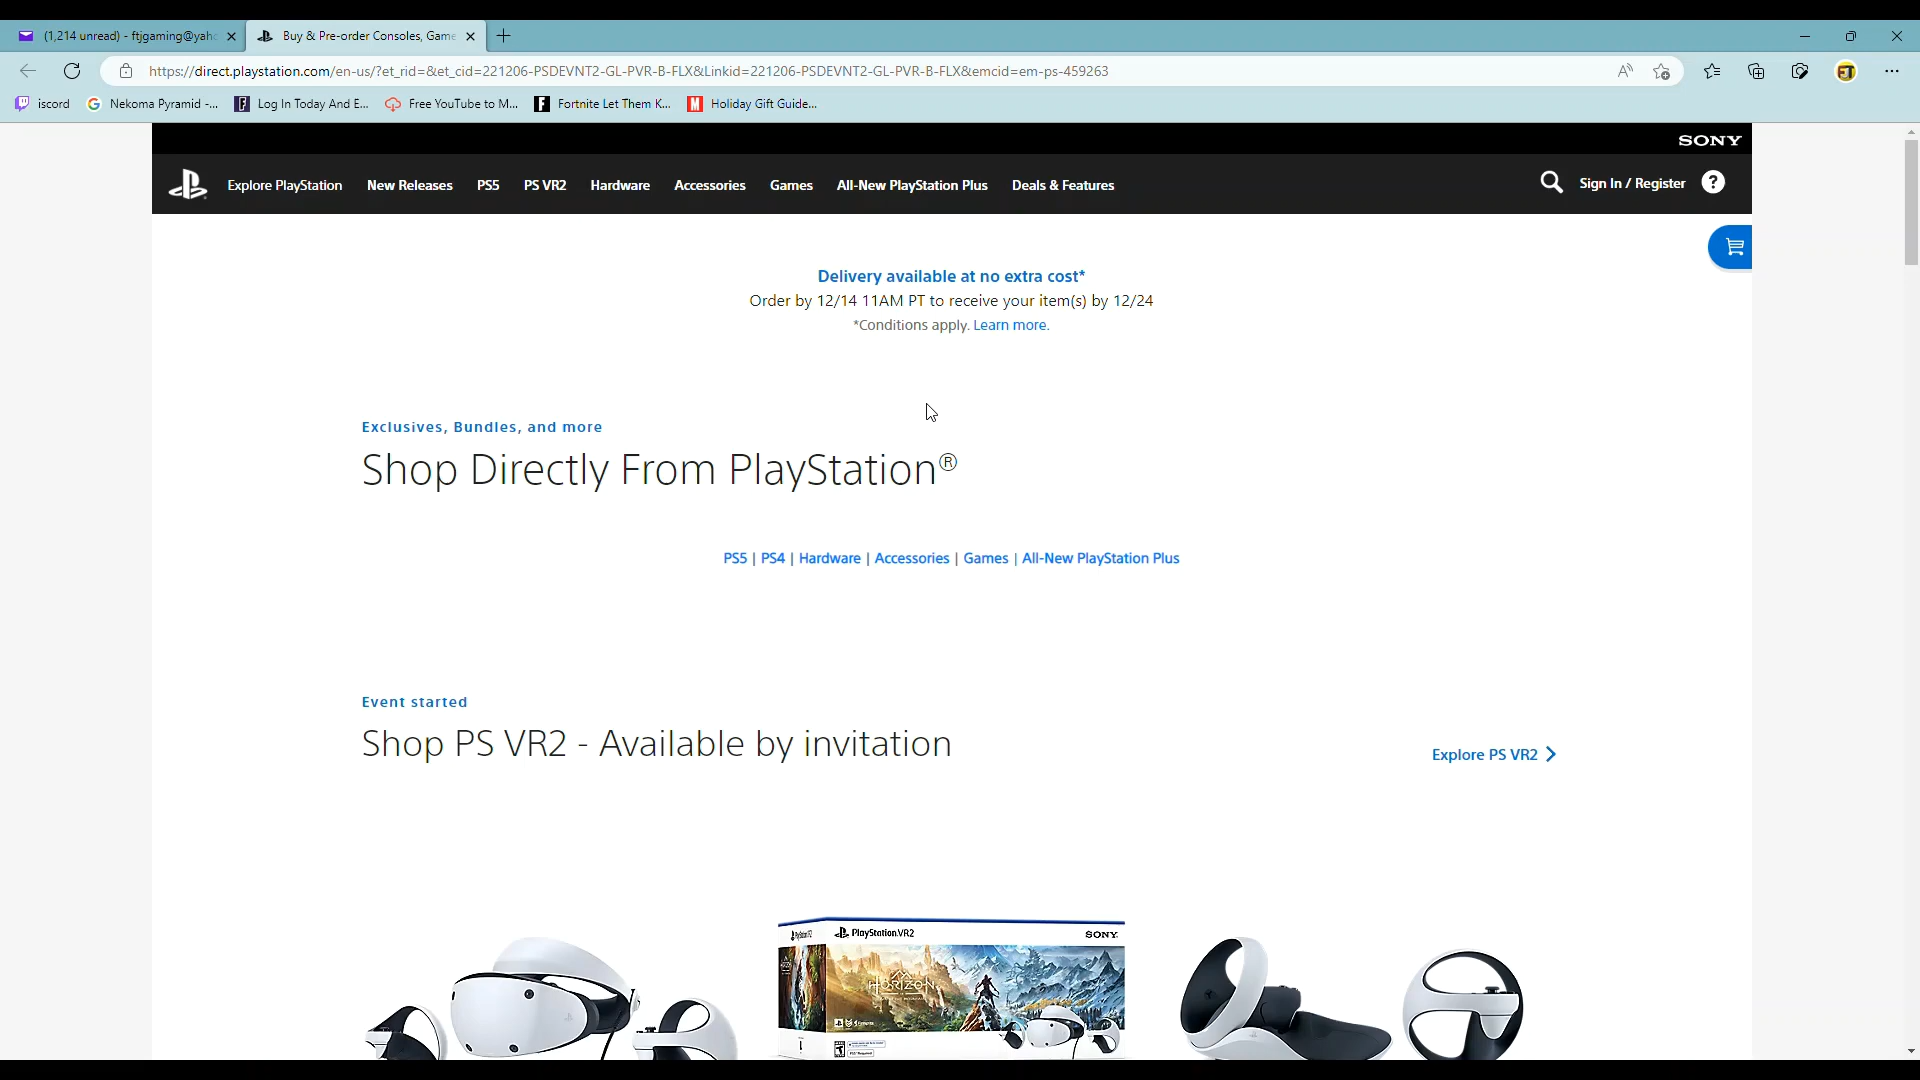 (1,214 unread) - ftjgaming@yah
Buy & Pre-order Consoles, Game
https://direct.playstation.com/en-us/?et_rid=&et_cid=221206-PSDEVNT2-GL-PVR-B-FLX&Linkid=221206-PSDEVNT2-GL-PVR-B-FLX&emcid=em-ps-459263
iscord
Nekoma Pyramid -...
Log In Today And E...
Free YouTube to M...
Fortnite Let Them K...
Holiday Gift Guide...
SONY
Explore PlayStation
New Releases
PS5
PS VR2
Hardware
Accessories
Games
All-New PlayStation Plus
Deals & Features
Sign In / Register
Delivery available at no extra cost*
Order by 12/14 11AM PT to receive your item(s) by 12/24
*Conditions apply. Learn more.
Exclusives, Bundles, and more
Shop Directly From PlayStation®
PS5 | PS4 | Hardware | Accessories | Games | All-New PlayStation Plus
Event started
Shop PS VR2 - Available by invitation
Explore PS VR2
PlayStation VR2
SONY
HORIZON